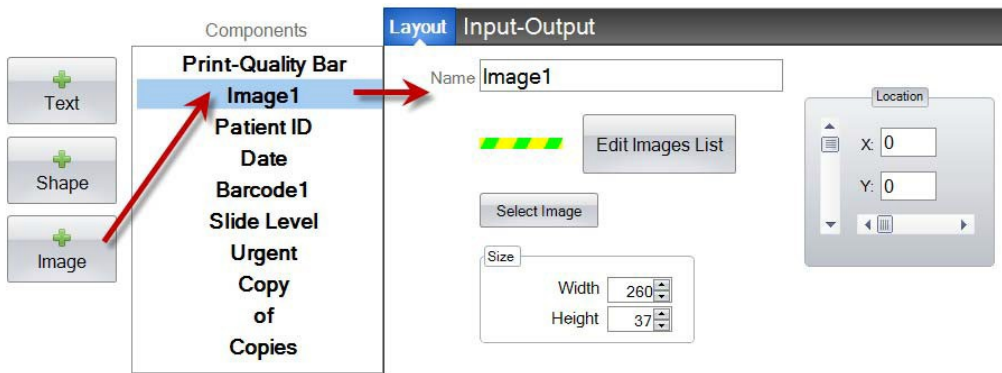 Text
Shape
Image
Components
Print-Quality Bar
Image1
Patient ID
Date
Barcode1
Slide Level
Urgent
Copy
of
Copies
Layout Input-Output
Name Image1
Edit Images List
Select Image
Size
Width 260
Height 37
Location
X: 0
Y: 0